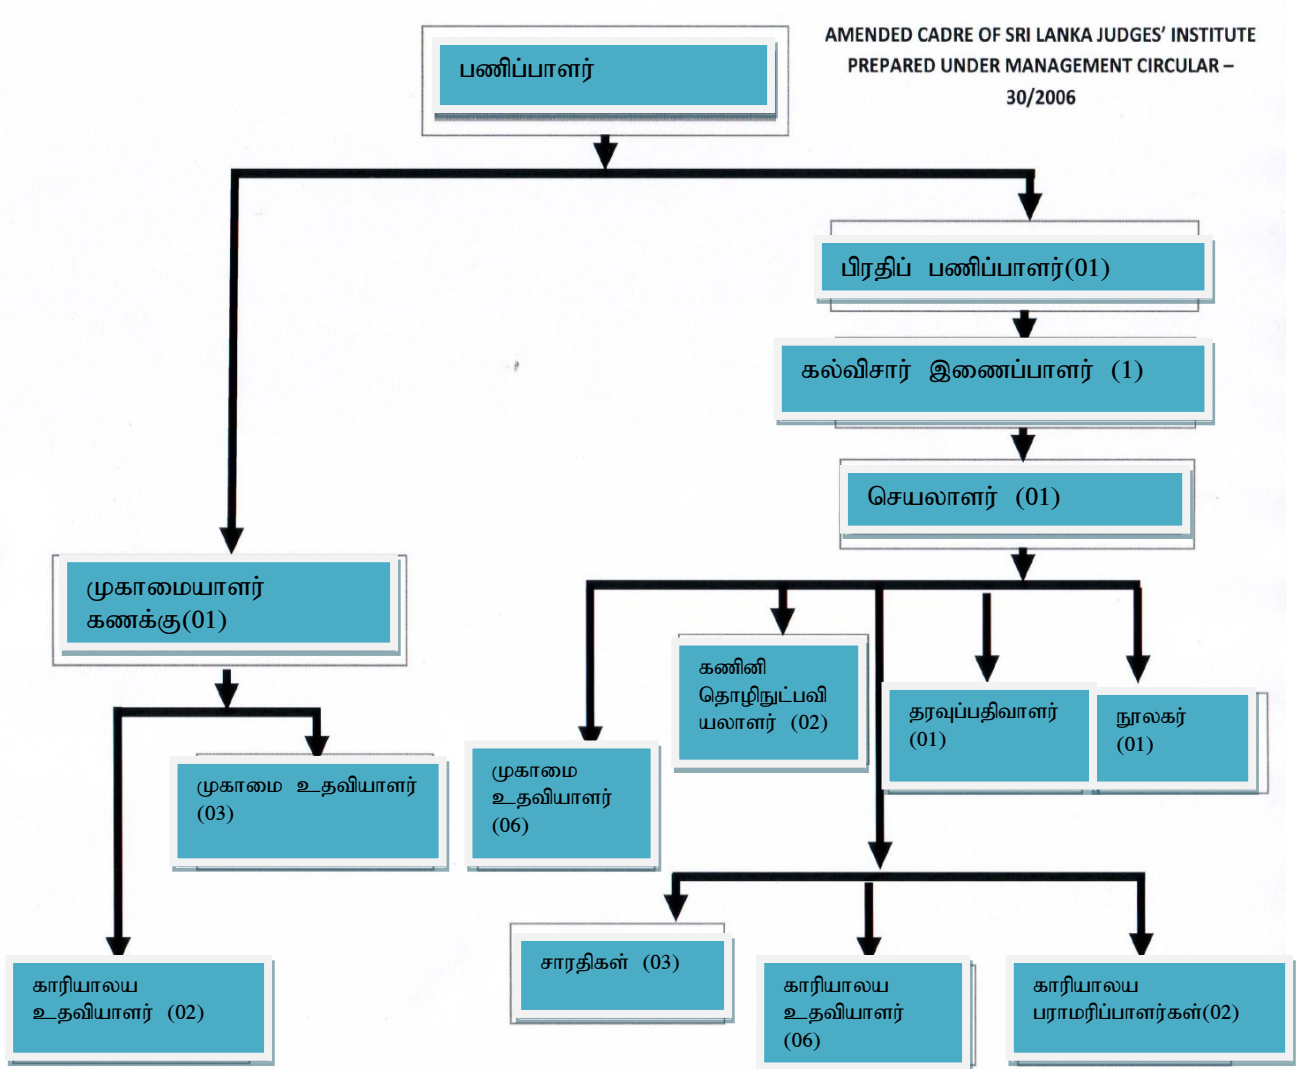 பணிப்பாளர்
AMENDED CADRE OF SRI LANKA JUDGES' INSTITUTE
PREPARED UNDER MANAGEMENT CIRCULAR –
30/2006
பிரதிப் பணிப்பாளர்(01)
கல்விசார் இணைப்பாளர் (1)
செயலாளர் (01)
முகாமையாளர்
கணக்கு(01)
முகாமை உதவியாளர்
(03)
காரியாலய
உதவியாளர் (02)
முகாமை
உதவியாளர்
(06)
கணினி
தொழிநுட்பவி
யலாளர் (02)
தரவுப்பதிவாளர்
(01)
நூலகர்
(01)
சாரதிகள் (03)
காரியாலய
உதவியாளர்
(06)
காரியாலய
பராமரிப்பாளர்கள்(02)